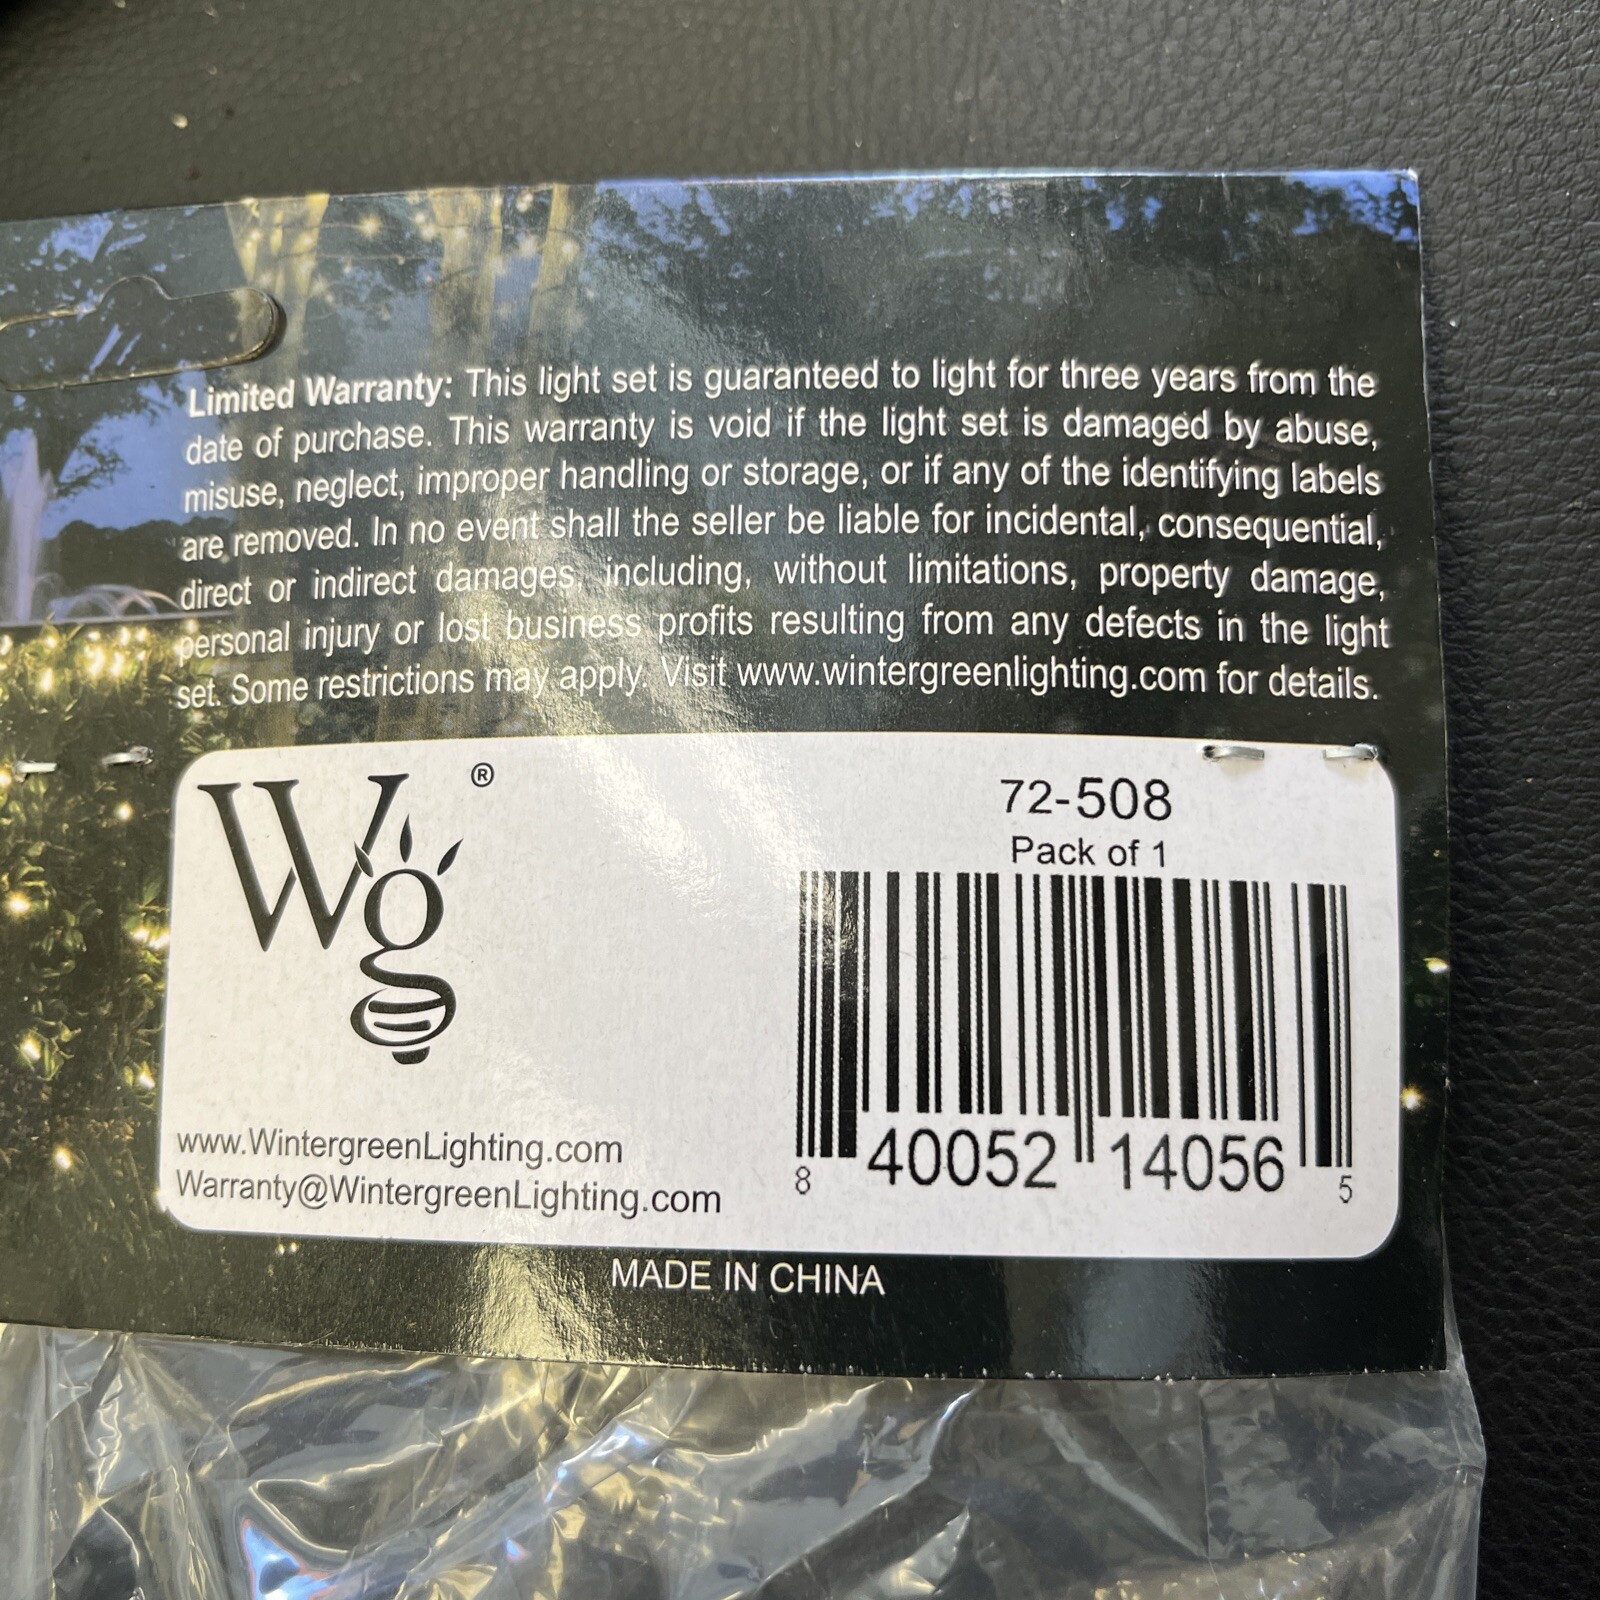 Limited Warranty: This light set is guaranteed to light for three years from the
date of purchase. This warranty is void if the light set is damaged by abuse,
misuse, neglect, improper handling or storage, or if any of the identifying labels
are removed. In no event shall the seller be liable for incidental, consequential,
direct or indirect damages, including, without limitations, property damage,
personal injury or lost business profits resulting from any defects in the light
set. Some restrictions may apply. Visit www.wintergreenlighting.com for details.
Wg®
72-508
Pack of 1
8 40052 14056 5
www.WintergreenLighting.com
Warranty@WintergreenLighting.com
MADE IN CHINA